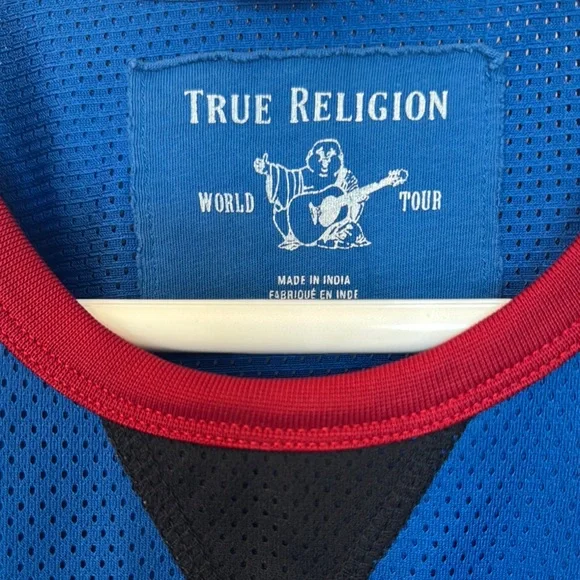 TRUE RELIGION
WORLD TOUR
MADE IN INDIA
FABRIQUÉ EN INDE